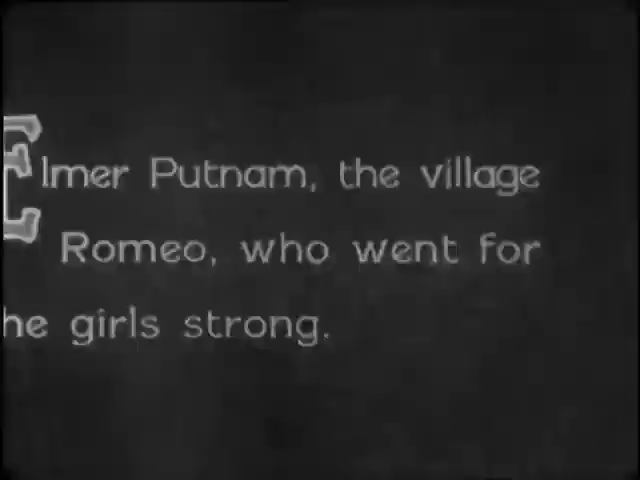 Elmer Putnam, the village
Romeo, who went for
he girls strong.